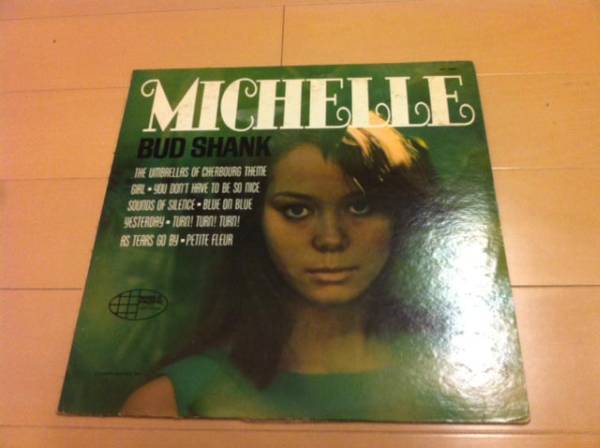 MICHELLE
BUD SHANK
THE UMBRELLAS OF CHERBOURG THEME
GIRL • YOU DON'T HAVE TO BE SO NICE
SOUNDS OF SILENCE • BLUE ON BLUE
YESTERDAY • TURN! TURN! TURN!
AS TEARS GO BY • PETITE FLEUR